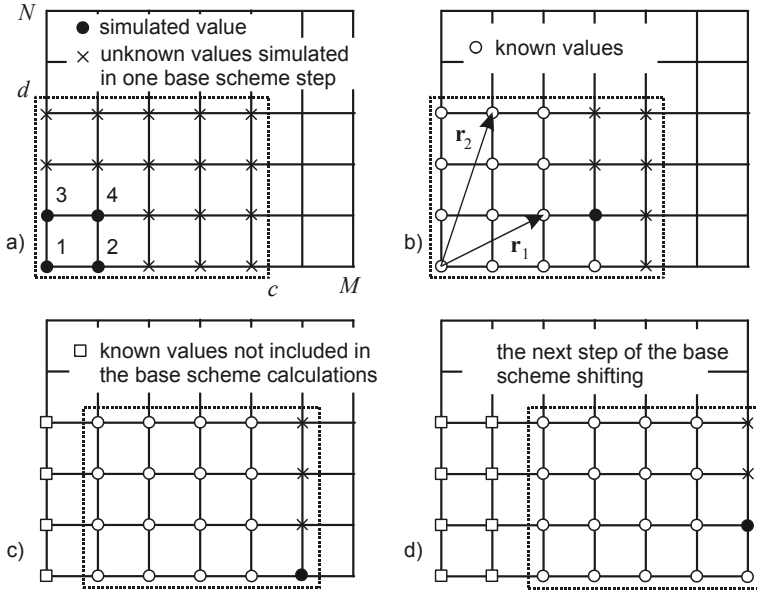 N
simulated value
unknown values simulated
in one base scheme step
d
3 4
1 2
a)
c M
known values
r₂
r₁
b)
known values not included in
the base scheme calculations
c)
the next step of the base
scheme shifting
d)